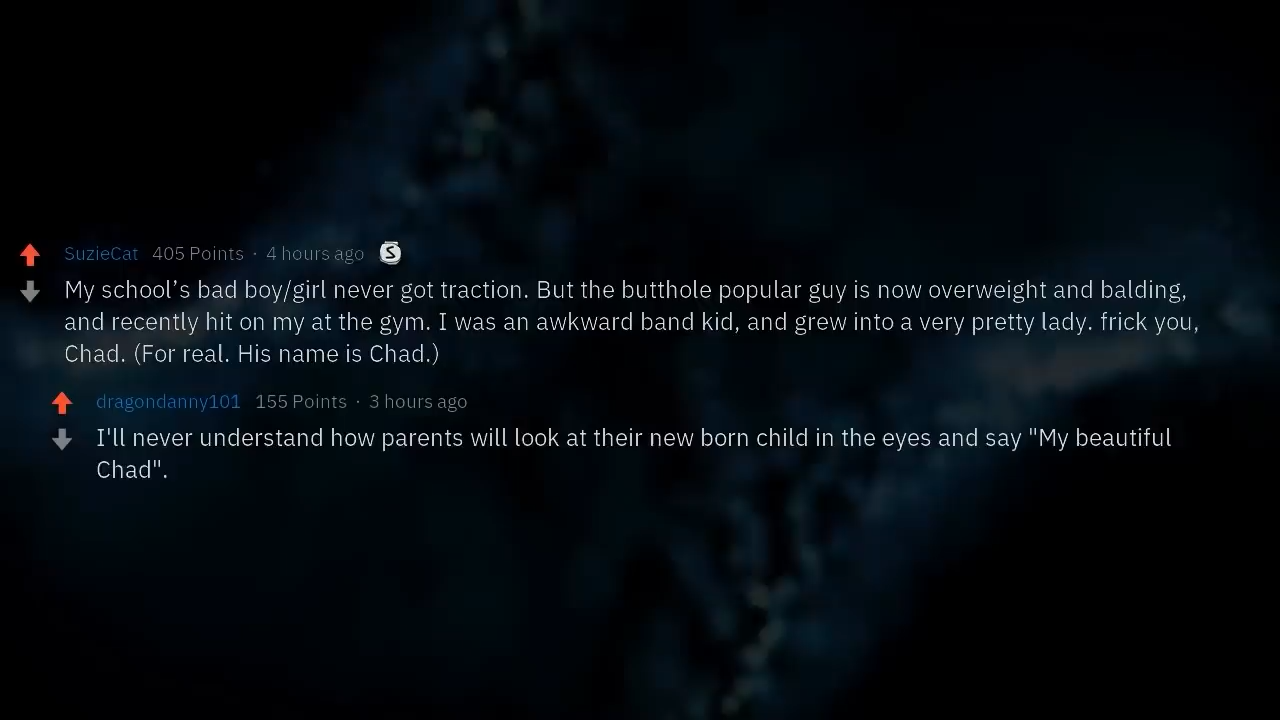 SuzieCat 405 Points · 4 hours ago S
My school’s bad boy/girl never got traction. But the butthole popular guy is now overweight and balding,
and recently hit on my at the gym. I was an awkward band kid, and grew into a very pretty lady. frick you,
Chad. (For real. His name is Chad.)
dragondanny101 155 Points · 3 hours ago
I'll never understand how parents will look at their new born child in the eyes and say "My beautiful
Chad".